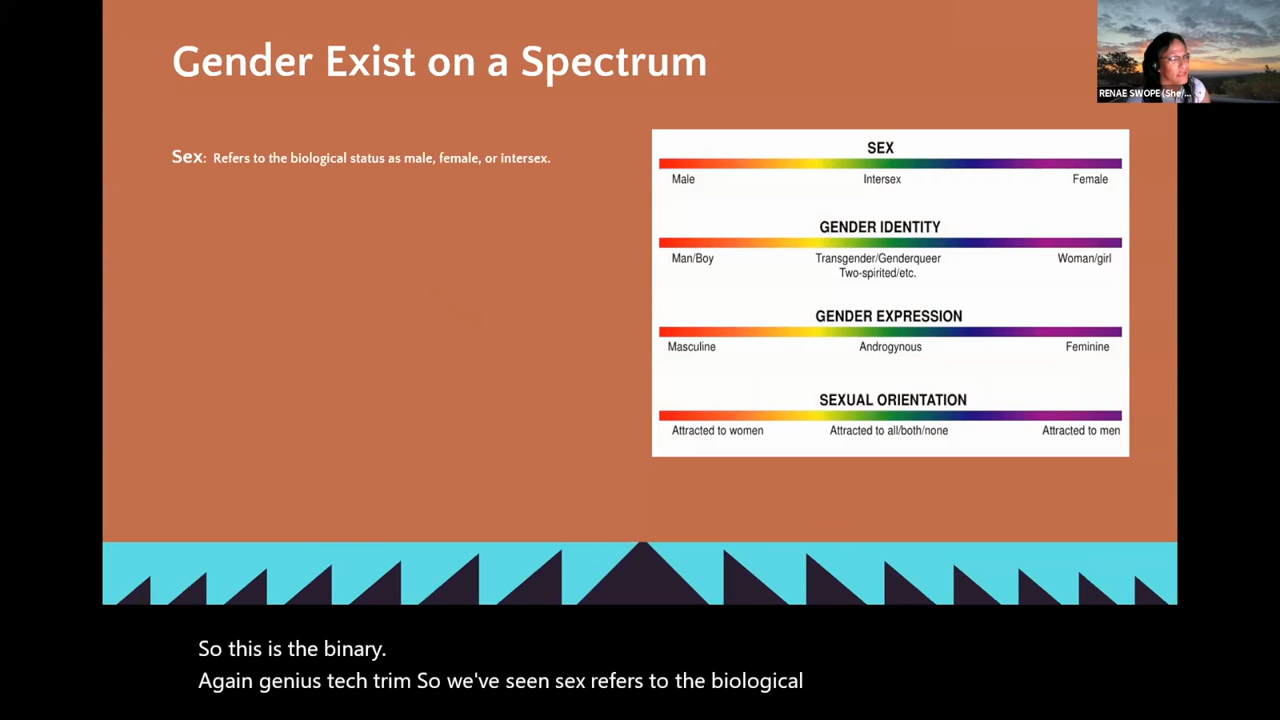 Gender Exist on a Spectrum
RENAE SWOPE (She/...
Sex: Refers to the biological status as male, female, or intersex.
SEX
Male Intersex Female
GENDER IDENTITY
Man/Boy Transgender/Genderqueer Woman/girl
Two-spirited/etc.
GENDER EXPRESSION
Masculine Androgynous Feminine
SEXUAL ORIENTATION
Attracted to women Attracted to all/both/none Attracted to men
So this is the binary.
Again genius tech trim So we've seen sex refers to the biological